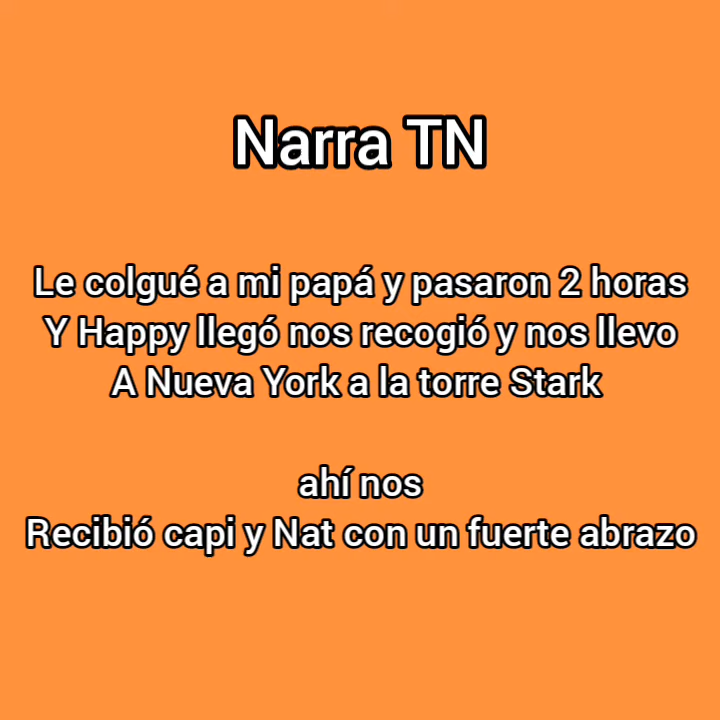 Narra TN
Le colgué a mi papá y pasaron 2 horas
Y Happy llegó nos recogió y nos llevo
A Nueva York a la torre Stark
ahí nos
Recibió capi y Nat con un fuerte abrazo